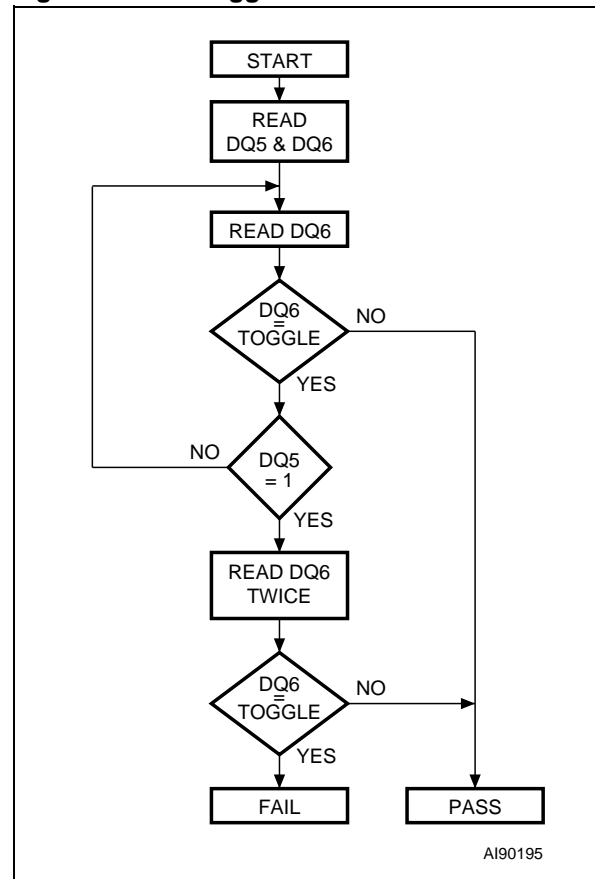 START
READ
DQ5 & DQ6
READ DQ6
DQ6
=
TOGGLE
NO
YES
NO
DQ5
= 1
YES
READ DQ6
TWICE
DQ6
=
TOGGLE
NO
YES
FAIL
PASS
AI90195